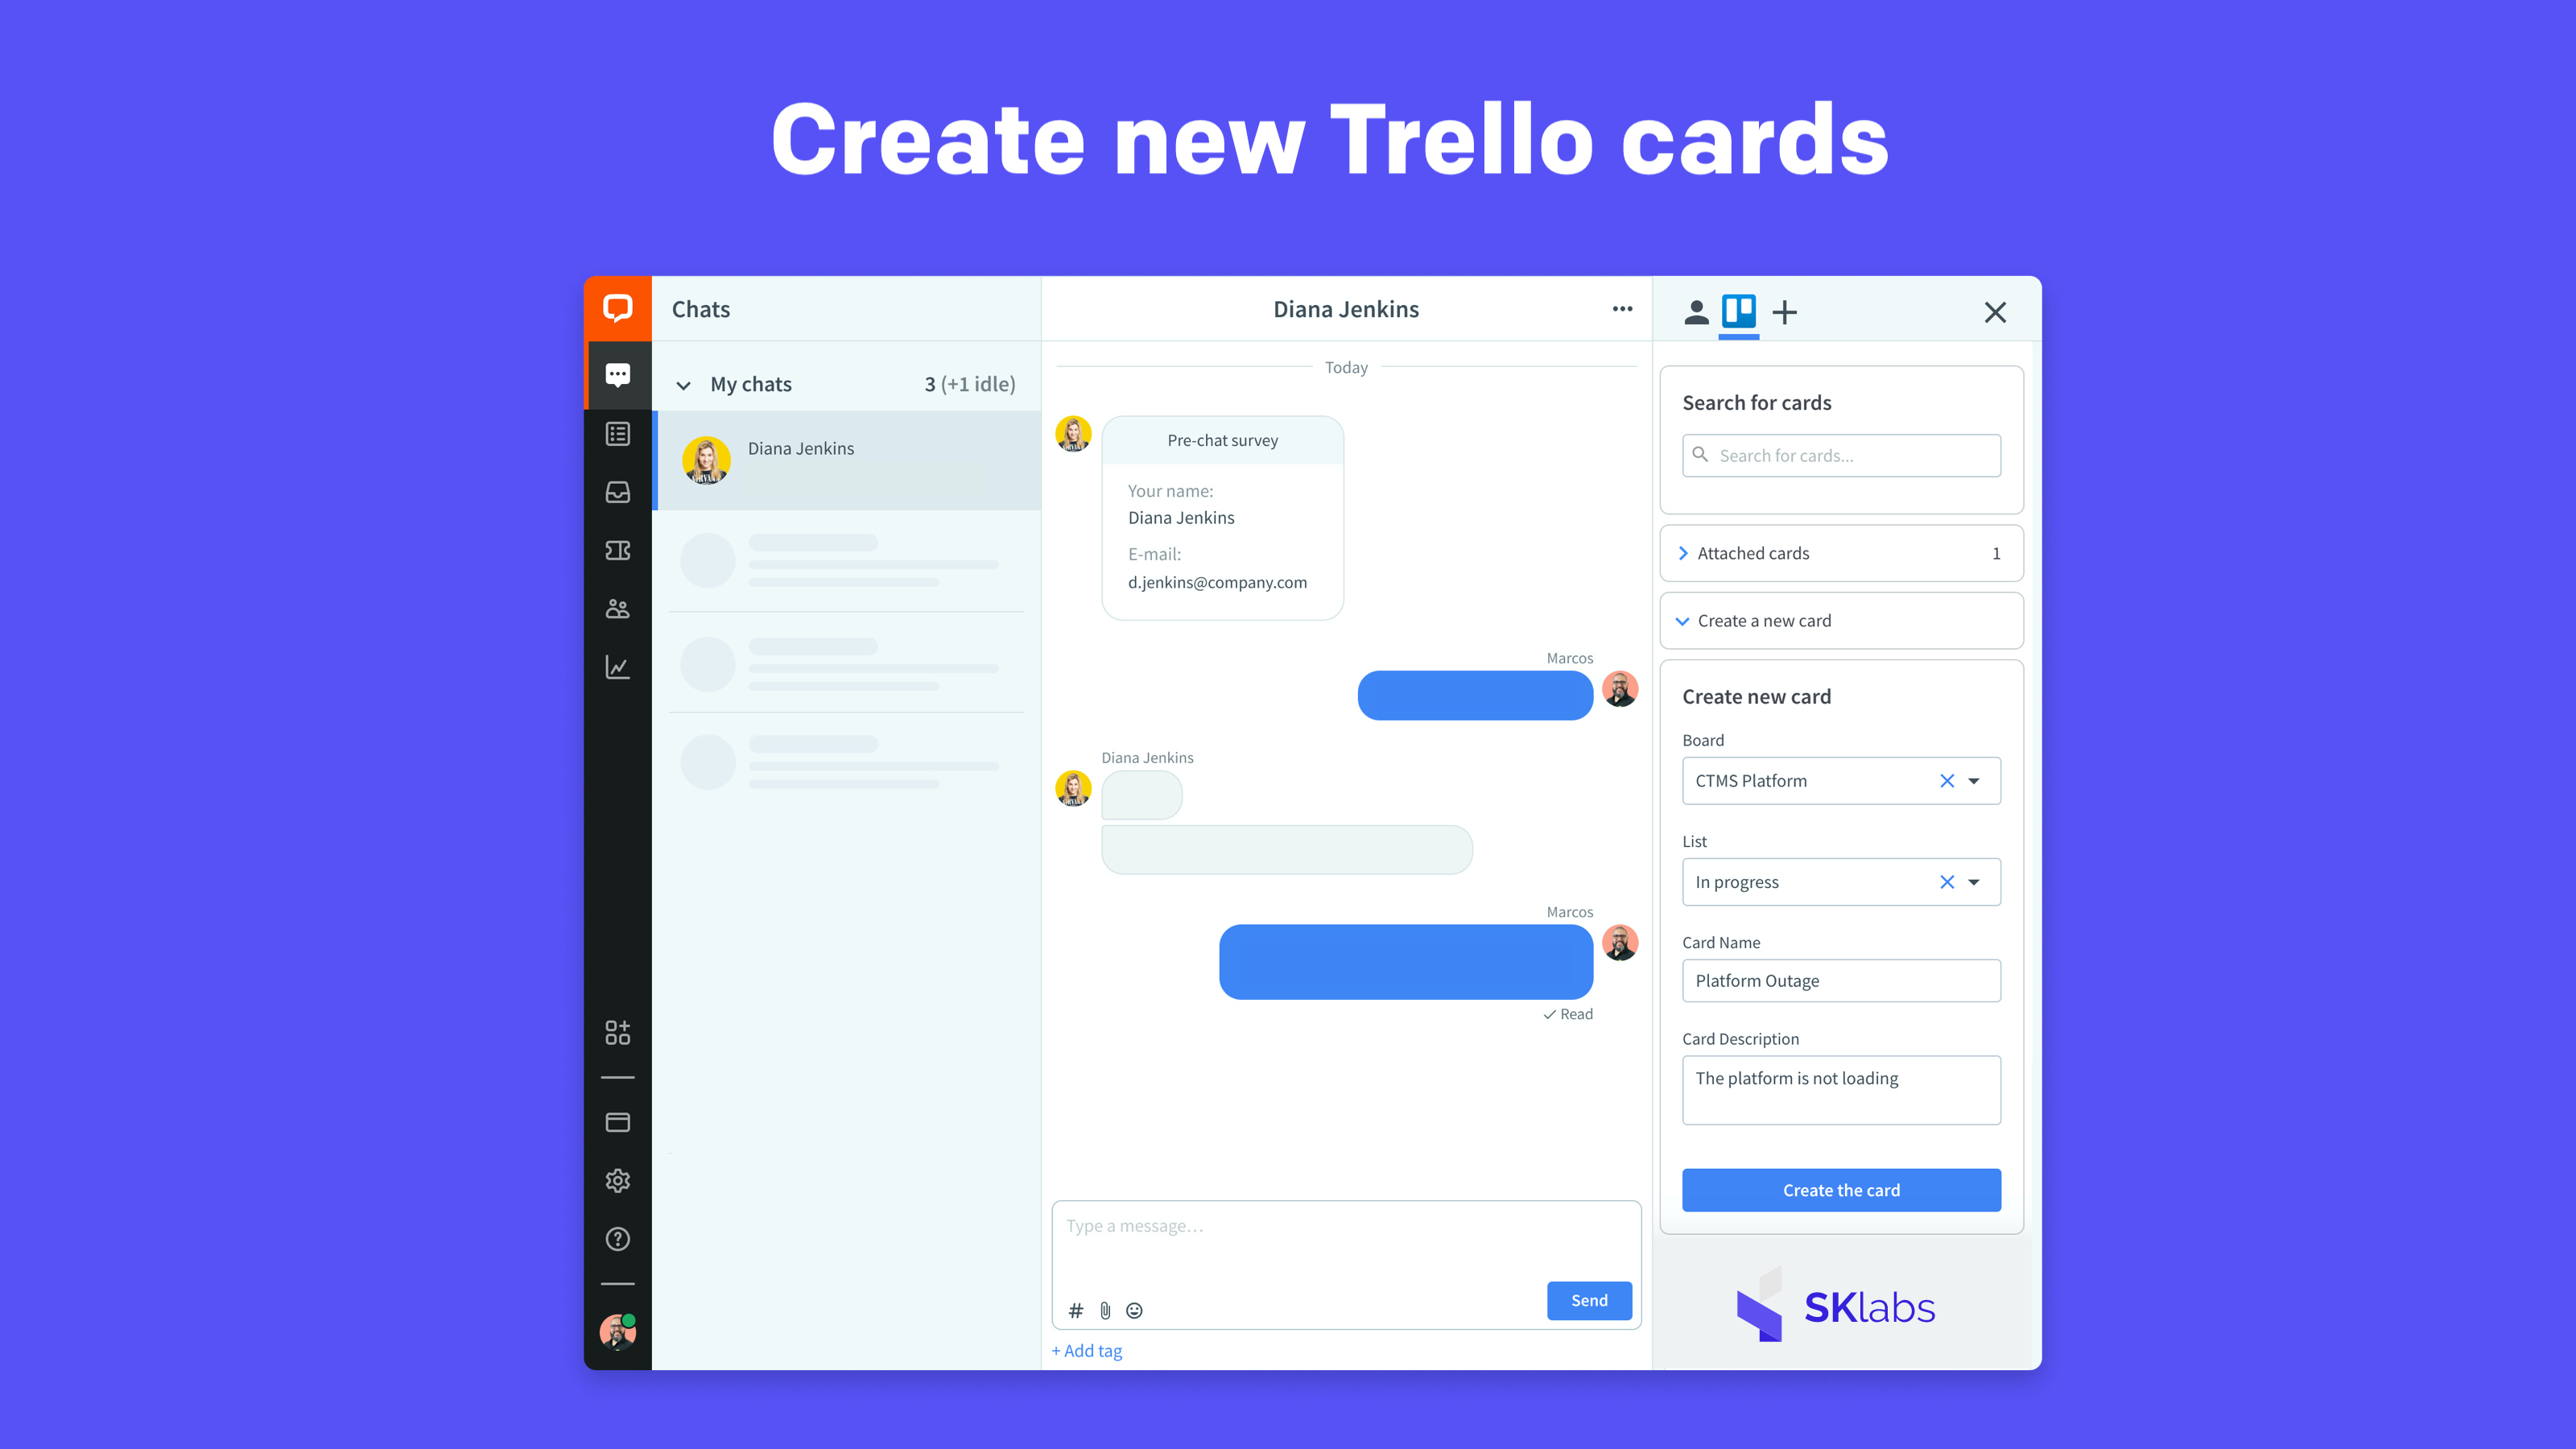 Create new Trello cards
Chats
My chats 3 (+1 idle)
Diana Jenkins
Diana Jenkins
Today
Pre-chat survey
Your name:
Diana Jenkins
E-mail:
d.jenkins@company.com
Marcos
Diana Jenkins
Marcos
Read
Type a message...
Send
+ Add tag
Search for cards
Search for cards...
Attached cards 1
Create a new card
Create new card
Board
CTMS Platform
List
In progress
Card Name
Platform Outage
Card Description
The platform is not loading
Create the card
SKlabs